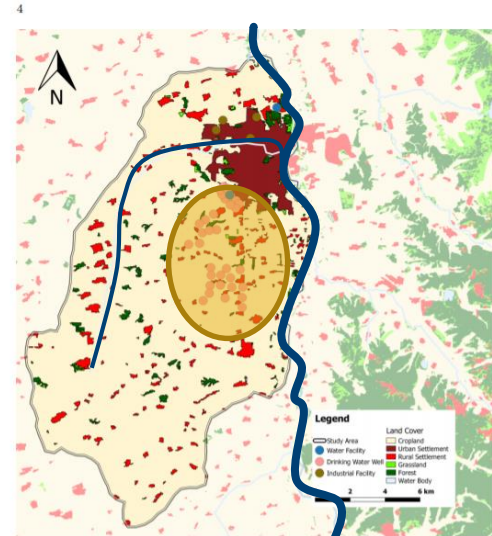 4
N
Legend
Study Area
Water Facility
Drinking Water Well
Industrial Facility
Land Cover
Cropland
Urban Settlement
Rural Settlement
Grassland
Forest
Water Body
2 4 6 km